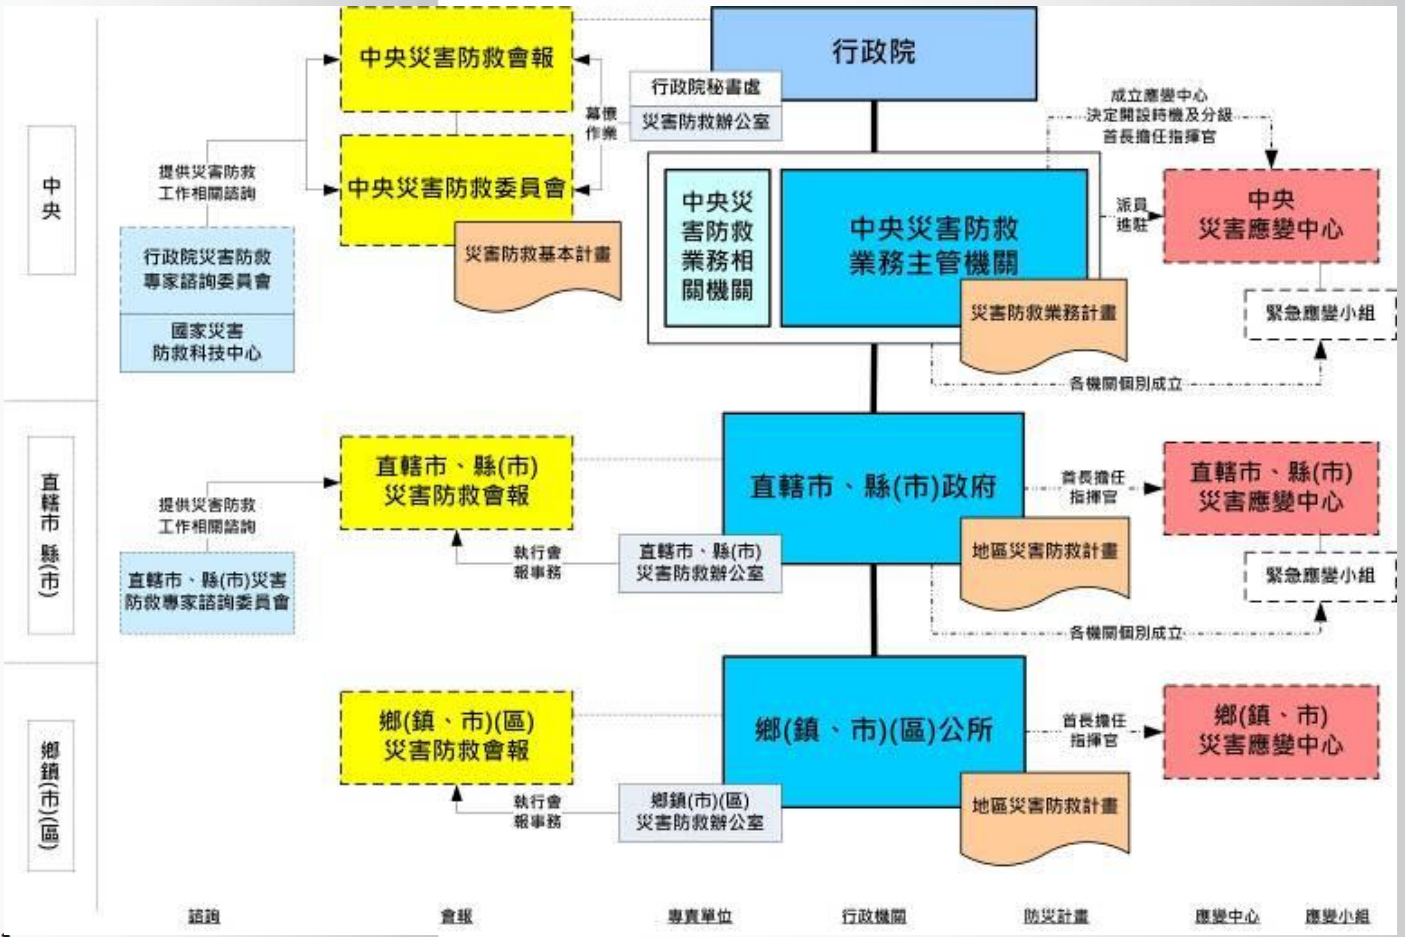 中央災害防救會報
行政院
行政院秘書處
災害防救辦公室
幕僚
作業
成立應變中心
決定開設時機及分級
首長擔任指揮官
中
央
提供災害防救
工作相關諮詢
中央災害防救委員會
災害防救基本計畫
中央災
害防救
業務相
關機關
中央災害防救
業務主管機關
災害防救業務計畫
派員
進駐
中央
災害應變中心
緊急應變小組
行政院災害防救
專家諮詢委員會
國家災害
防救科技中心
各機關個別成立
直
轄
市
縣
(市)
直轄市、縣(市)
災害防救會報
直轄市、縣(市)政府
首長擔任
指揮官
直轄市、縣(市)
災害應變中心
提供災害防救
工作相關諮詢
執行會
報事務
直轄市、縣(市)
災害防救辦公室
地區災害防救計畫
緊急應變小組
直轄市、縣(市)災害
防救專家諮詢委員會
各機關個別成立
鄉
鎮
(市)
(區)
鄉(鎮、市)(區)
災害防救會報
鄉(鎮、市)(區)公所
首長擔任
指揮官
鄉(鎮、市)
災害應變中心
執行會
報事務
鄉鎮(市)(區)
災害防救辦公室
地區災害防救計畫
諮詢
會報
專責單位
行政機關
防災計畫
應變中心
應變小組